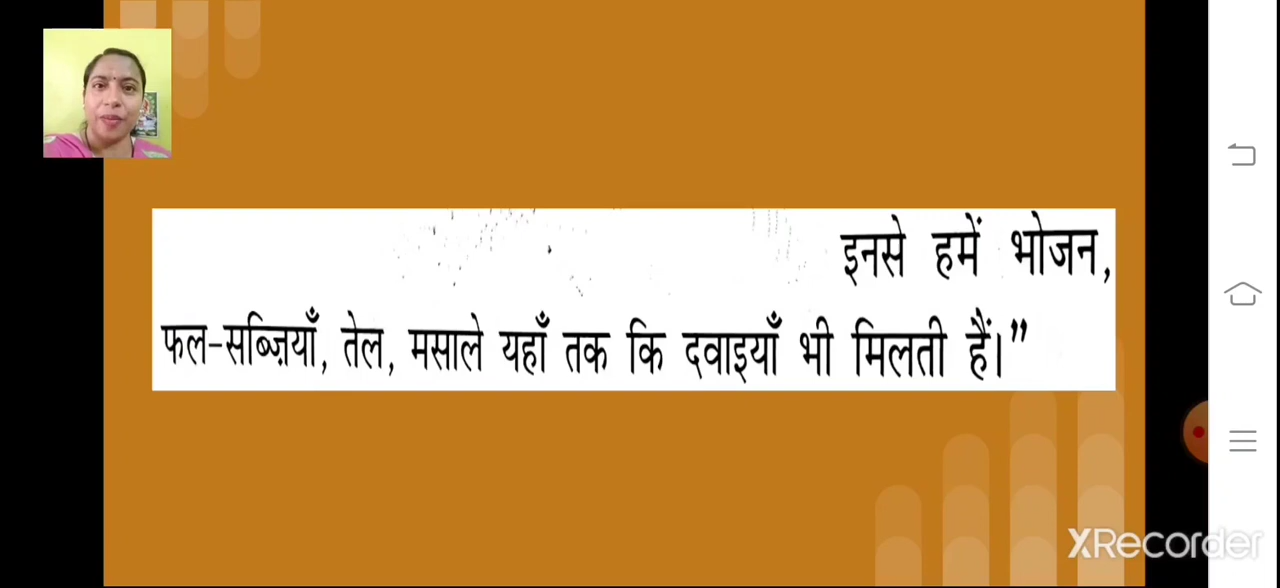 इनसे हमें भोजन,
फल-सब्ज़ियाँ, तेल, मसाले यहाँ तक कि दवाइयाँ भी मिलती हैं।”
XRecorder